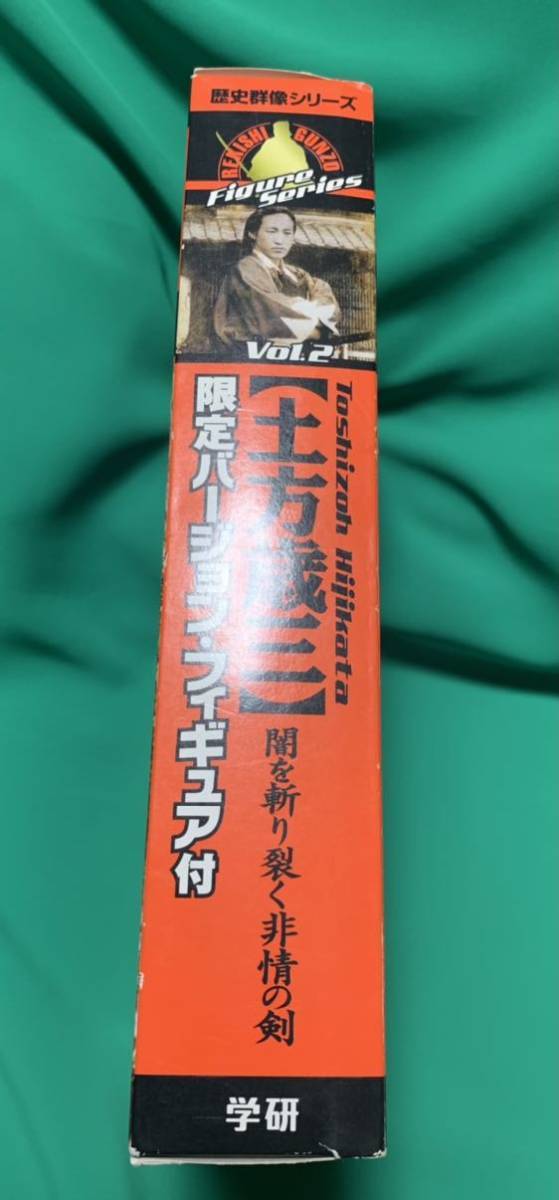 歴史群像シリーズ
REKISHI GUNZO
Figure
Series
Vol.2
Toshizoh Hijikata
【土方歳三】
闇を斬り裂く非情の剣
限定バージョン・フィギュア付
学研